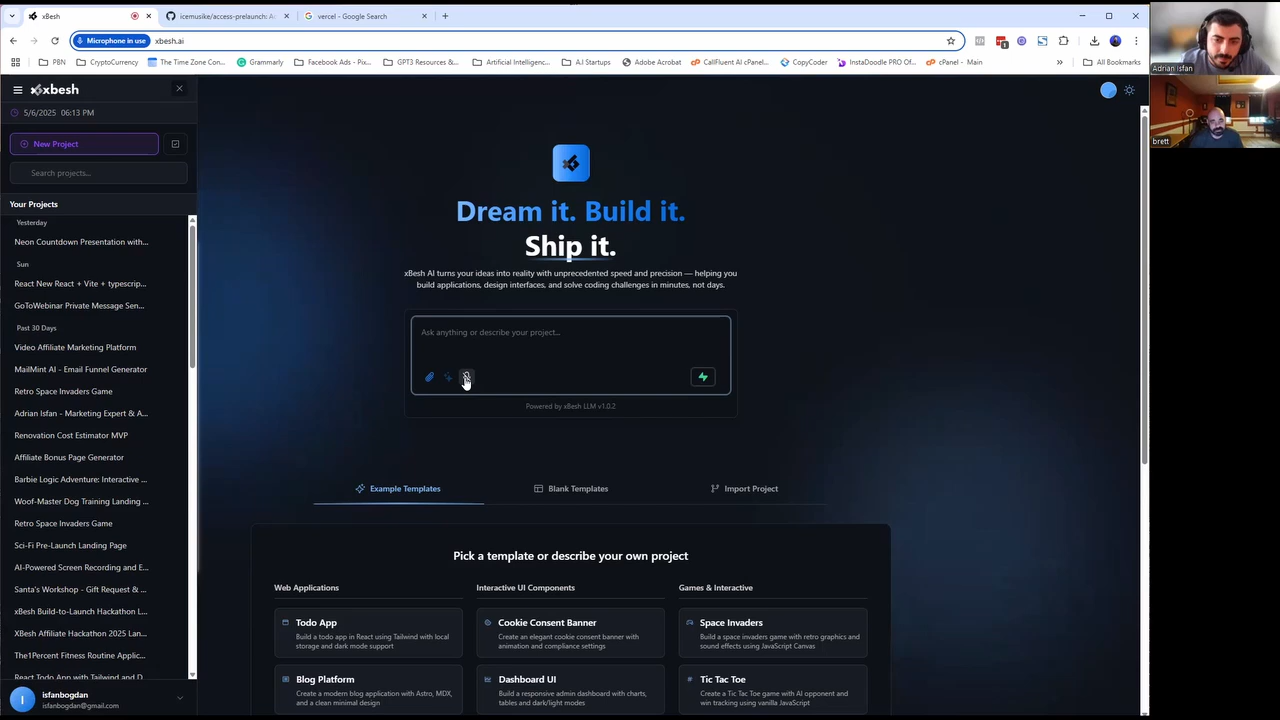 xBesh
icemusike/access-prelaunch: Ac
vercel - Google Search
Microphone in use
xbesh.ai
PBN
CryptoCurrency
The Time Zone Con...
Grammarly
Facebook Ads - Pix...
GPT3 Resources,...
Artificial Intelligenc...
A.I Startups
Adobe Acrobat
CallFluent AI cPanel...
CopyCoder
InstaDoodle PRO Of...
cPanel - Main
All Bookmarks
xbesh
5/6/2025 06:13 PM
New Project
Search projects...
Your Projects
Yesterday
Neon Countdown Presentation with...
Sun
React New React + Vite + typescrip...
GoToWebinar Private Message Sen...
Past 30 Days
Video Affiliate Marketing Platform
MailMint AI - Email Funnel Generator
Retro Space Invaders Game
Adrian Isfan - Marketing Expert & A...
Renovation Cost Estimator MVP
Affiliate Bonus Page Generator
Barbie Logic Adventure: Interactive ...
Woof-Master Dog Training Landing ...
Retro Space Invaders Game
Sci-Fi Pre-Launch Landing Page
AI-Powered Screen Recording and E...
Santa's Workshop - Gift Request & ...
xBesh Build-to-Launch Hackathon L...
XBesh Affiliate Hackathon 2025 Lan...
The1Percent Fitness Routine Applic...
React Todo App with Tailwind and D...
I
isfanbogdan
isfanbogdan@gmail.com
Dream it. Build it.
Ship it.
xBesh AI turns your ideas into reality with unprecedented speed and precision — helping you
build applications, design interfaces, and solve coding challenges in minutes, not days.
Ask anything or describe your project...
Powered by xBesh LLM v1.0.2
Example Templates
Blank Templates
Import Project
Pick a template or describe your own project
Web Applications
Interactive UI Components
Games & Interactive
Todo App
Build a todo app in React using Tailwind with local
storage and dark mode support
Cookie Consent Banner
Create an elegant cookie consent banner with
animation and compliance settings
Space Invaders
Build a space invaders game with retro graphics and
sound effects using JavaScript Canvas
Blog Platform
Create a modern blog application with Astro, MDX,
and a clean minimal design
Dashboard UI
Build a responsive admin dashboard with charts,
tables and dark/light modes
Tic Tac Toe
Create a Tic Tac Toe game with AI opponent and
win tracking using vanilla JavaScript
Adrian Isfan
brett